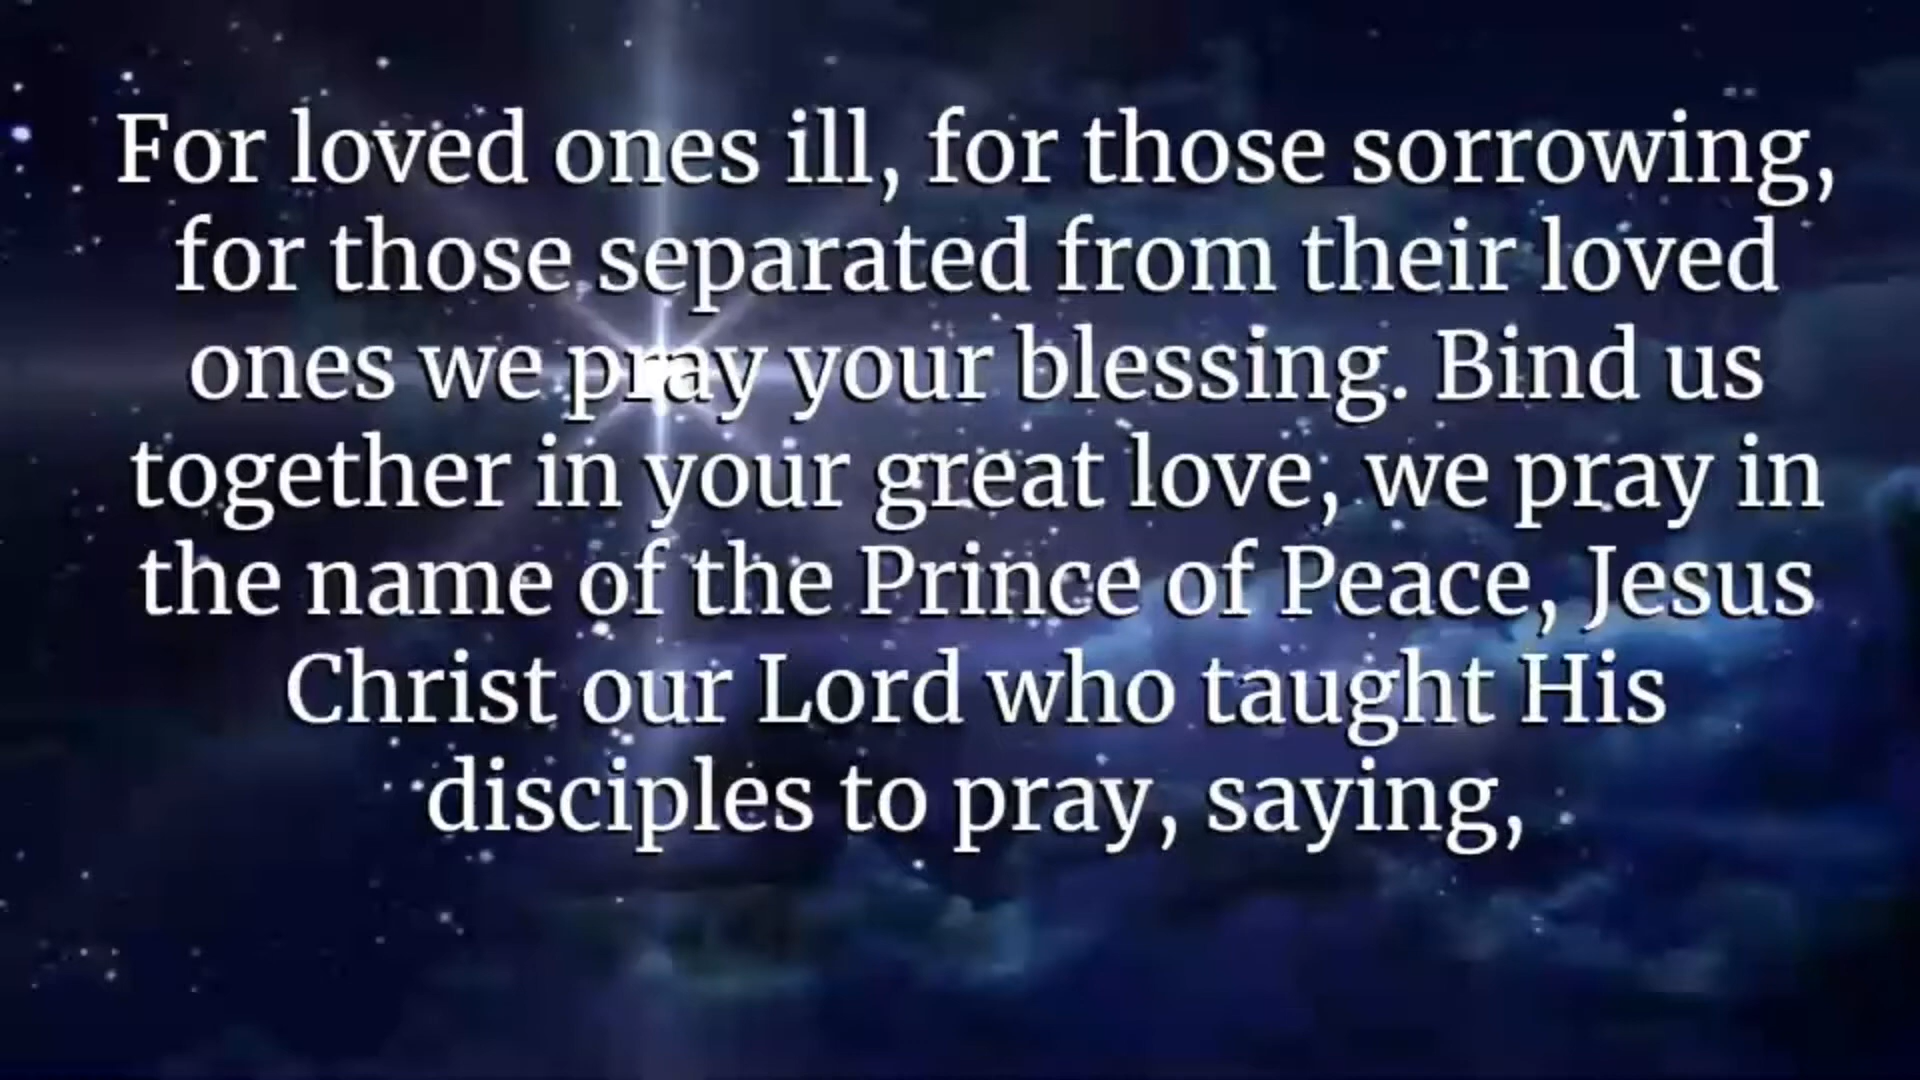 For loved ones ill, for those sorrowing,
for those separated from their loved
ones we pray your blessing. Bind us
together in your great love, we pray in
the name of the Prince of Peace, Jesus
Christ our Lord who taught His
disciples to pray, saying,